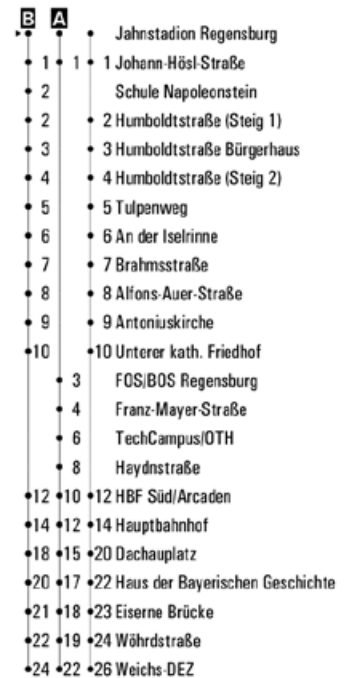 B A
Jahnstadion Regensburg
1 1 1 Johann-Hösl-Straße
2 Schule Napoleonstein
2 2 Humboldtstraße (Steig 1)
3 3 Humboldtstraße Bürgerhaus
4 4 Humboldtstraße (Steig 2)
5 5 Tulpenweg
6 6 An der Iselrinne
7 7 Brahmsstraße
8 8 Alfons-Auer-Straße
9 9 Antoniuskirche
10 10 Unterer kath. Friedhof
3 FOS/BOS Regensburg
4 Franz-Mayer-Straße
6 TechCampus/OTH
8 Haydnstraße
12 10 12 HBF Süd/Arcaden
14 12 14 Hauptbahnhof
18 15 20 Dachauplatz
20 17 22 Haus der Bayerischen Geschichte
21 18 23 Eiserne Brücke
22 19 24 Wöhrdstraße
24 22 26 Weichs-DEZ